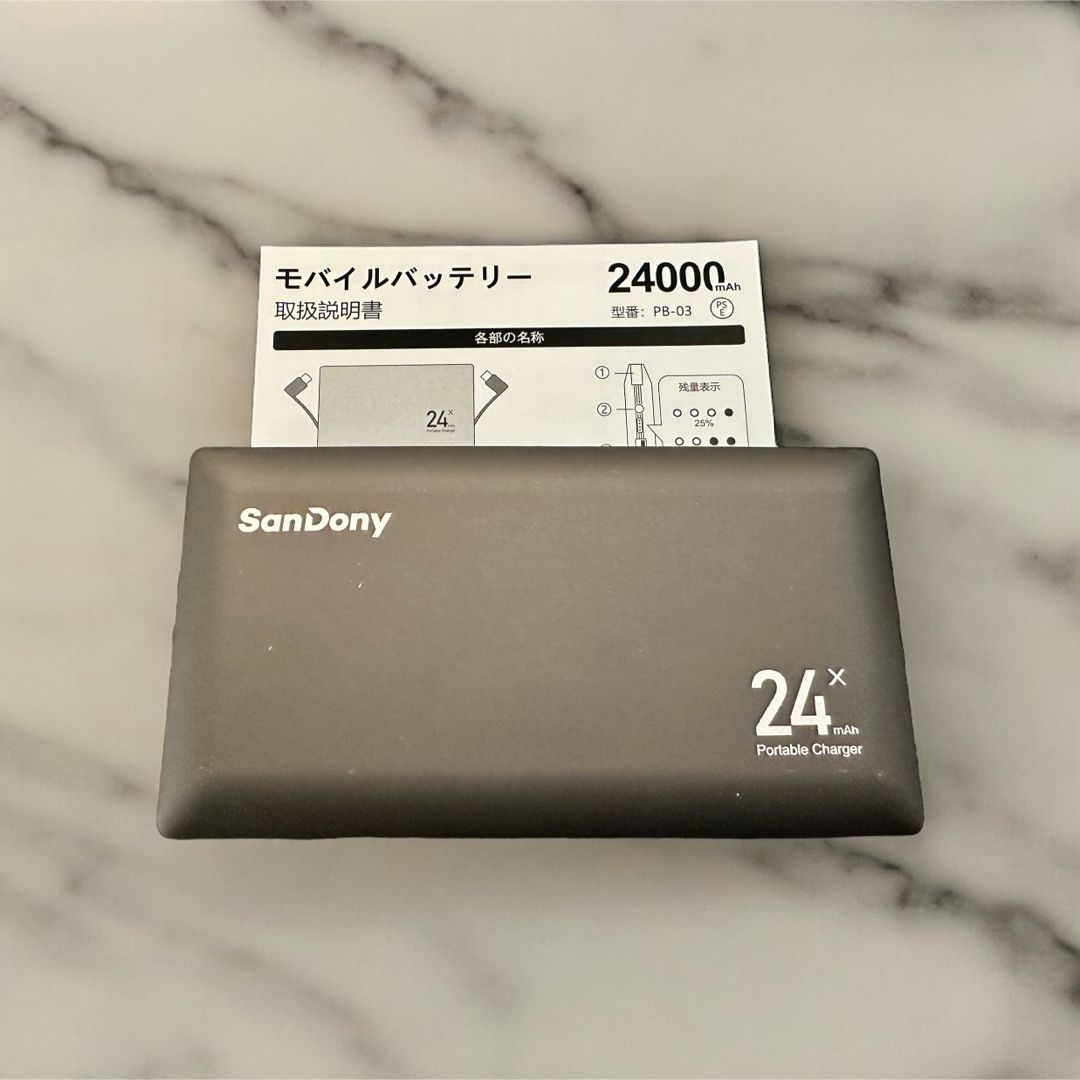 モバイルバッテリー 24000mAh
取扱説明書 型番：PB-03 PSE
各部の名称
①
残量表示
②
25%
24x
mAh
Portable Charger
SanDony
24x
mAh
Portable Charger